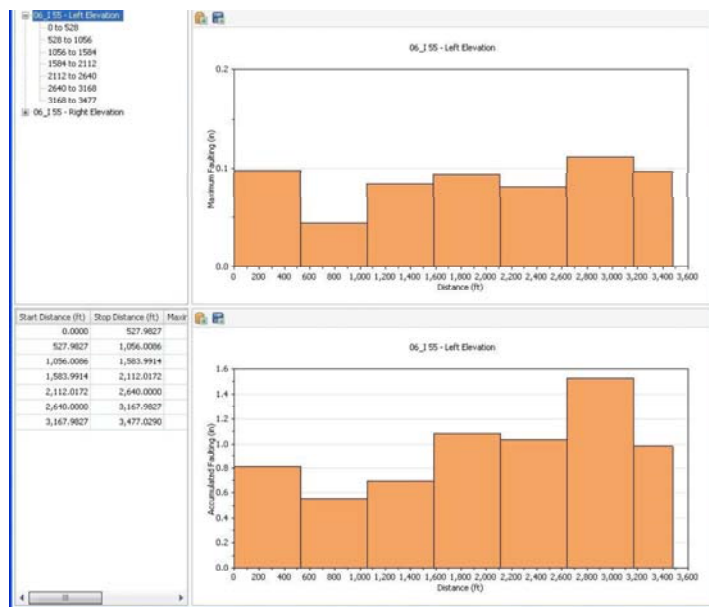 06_I 55 - Left Elevation
0 to 528
528 to 1056
1056 to 1584
1584 to 2112
2112 to 2640
2640 to 3168
3168 to 3477
06_I 55 - Right Elevation
06_I 55 - Left Elevation
Maximum Faulting (in)
0.2
0.1
0.0
0 200 400 600 800 1,000 1,200 1,400 1,600 1,800 2,000 2,200 2,400 2,600 2,800 3,000 3,200 3,400 3,600
Distance (ft)
Start Distance (ft) Stop Distance (ft) Maxir
0.0000 527.9827
527.9827 1,056.0086
1,056.0086 1,583.9914
1,583.9914 2,112.0172
2,112.0172 2,640.0000
2,640.0000 3,167.9827
3,167.9827 3,477.0290
06_I 55 - Left Elevation
Accumulated Faulting (in)
1.6
1.4
1.2
1.0
0.8
0.6
0.4
0.2
0.0
0 200 400 600 800 1,000 1,200 1,400 1,600 1,800 2,000 2,200 2,400 2,600 2,800 3,000 3,200 3,400 3,600
Distance (ft)